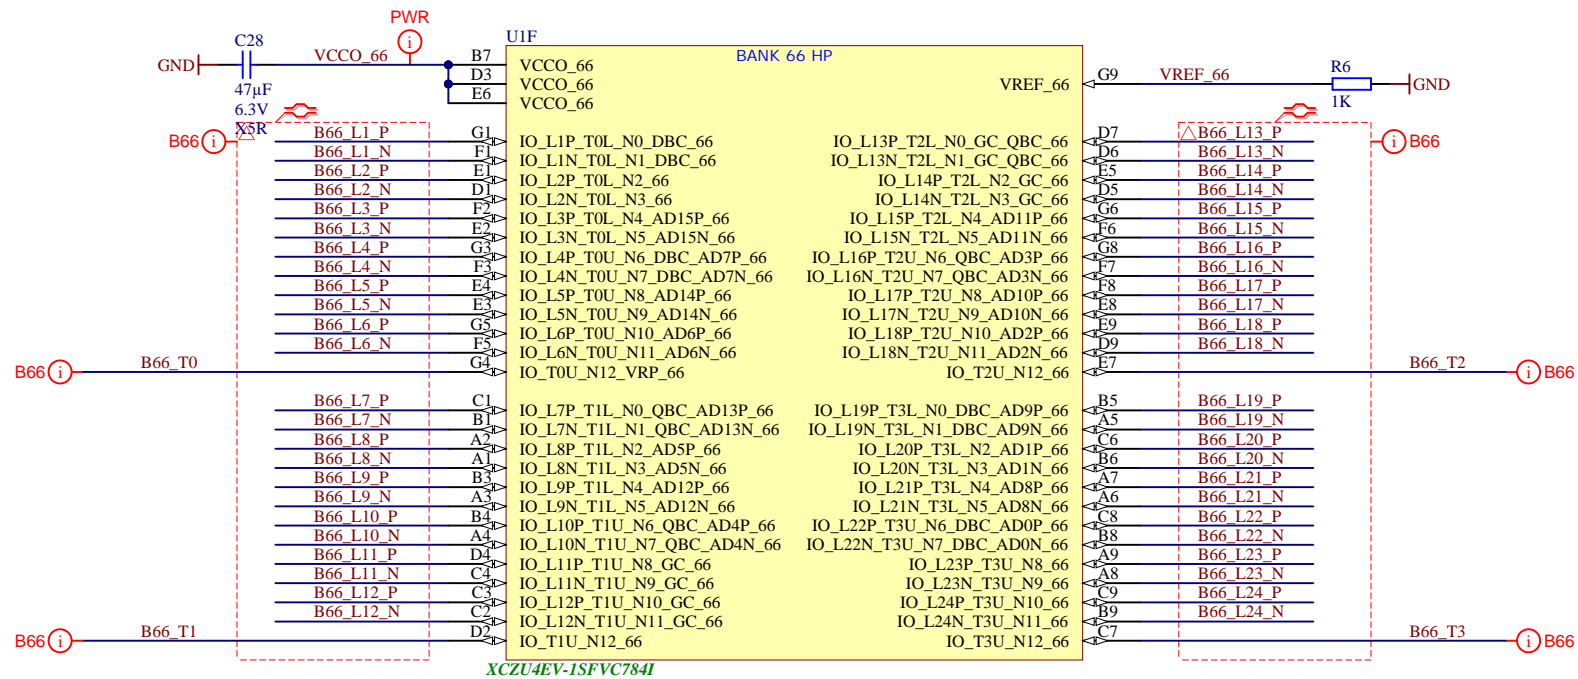 PWR
U1F
C28
GND
VCCO_66
B7
VCCO_66
BANK 66 HP
D3
VCCO_66
VREF_66
G9
VREF_66
R6
GND
E6
VCCO_66
1K
47µF
6.3V
X5R
B66
B66_L1_P G1 IO_L1P_T0L_N0_DBC_66 IO_L13P_T2L_N0_GC_QBC_66 D7 B66_L13_P
B66
B66_L1_N F1 IO_L1N_T0L_N1_DBC_66 IO_L13N_T2L_N1_GC_QBC_66 D6 B66_L13_N
B66_L2_P E1 IO_L2P_T0L_N2_66 IO_L14P_T2L_N2_GC_66 E5 B66_L14_P
B66_L2_N D1 IO_L2N_T0L_N3_66 IO_L14N_T2L_N3_GC_66 D5 B66_L14_N
B66_L3_P F2 IO_L3P_T0L_N4_AD15P_66 IO_L15P_T2L_N4_AD11P_66 G6 B66_L15_P
B66_L3_N E2 IO_L3N_T0L_N5_AD15N_66 IO_L15N_T2L_N5_AD11N_66 F6 B66_L15_N
B66_L4_P G3 IO_L4P_T0U_N6_DBC_AD7P_66 IO_L16P_T2U_N6_QBC_AD3P_66 G8 B66_L16_P
B66_L4_N F3 IO_L4N_T0U_N7_DBC_AD7N_66 IO_L16N_T2U_N7_QBC_AD3N_66 F7 B66_L16_N
B66_L5_P E4 IO_L5P_T0U_N8_AD14P_66 IO_L17P_T2U_N8_AD10P_66 F8 B66_L17_P
B66_L5_N E3 IO_L5N_T0U_N9_AD14N_66 IO_L17N_T2U_N9_AD10N_66 E8 B66_L17_N
B66_L6_P G5 IO_L6P_T0U_N10_AD6P_66 IO_L18P_T2U_N10_AD2P_66 E9 B66_L18_P
B66_L6_N F5 IO_L6N_T0U_N11_AD6N_66 IO_L18N_T2U_N11_AD2N_66 D9 B66_L18_N
B66 B66_T0 G4 IO_T0U_N12_VRP_66 IO_T2U_N12_66 E7 B66_T2 B66
B66_L7_P C1 IO_L7P_T1L_N0_QBC_AD13P_66 IO_L19P_T3L_N0_DBC_AD9P_66 B5 B66_L19_P
B66_L7_N B1 IO_L7N_T1L_N1_QBC_AD13N_66 IO_L19N_T3L_N1_DBC_AD9N_66 A5 B66_L19_N
B66_L8_P A2 IO_L8P_T1L_N2_AD5P_66 IO_L20P_T3L_N2_AD1P_66 C6 B66_L20_P
B66_L8_N A1 IO_L8N_T1L_N3_AD5N_66 IO_L20N_T3L_N3_AD1N_66 B6 B66_L20_N
B66_L9_P B3 IO_L9P_T1L_N4_AD12P_66 IO_L21P_T3L_N4_AD8P_66 A7 B66_L21_P
B66_L9_N A3 IO_L9N_T1L_N5_AD12N_66 IO_L21N_T3L_N5_AD8N_66 A6 B66_L21_N
B66_L10_P B4 IO_L10P_T1U_N6_QBC_AD4P_66 IO_L22P_T3U_N6_DBC_AD0P_66 C8 B66_L22_P
B66_L10_N A4 IO_L10N_T1U_N7_QBC_AD4N_66 IO_L22N_T3U_N7_DBC_AD0N_66 B8 B66_L22_N
B66_L11_P D4 IO_L11P_T1U_N8_GC_66 IO_L23P_T3U_N8_66 A9 B66_L23_P
B66_L11_N C4 IO_L11N_T1U_N9_GC_66 IO_L23N_T3U_N9_66 A8 B66_L23_N
B66_L12_P C3 IO_L12P_T1U_N10_GC_66 IO_L24P_T3U_N10_66 C9 B66_L24_P
B66_L12_N C2 IO_L12N_T1U_N11_GC_66 IO_L24N_T3U_N11_66 B9 B66_L24_N
B66 B66_T1 D2 IO_T1U_N12_66 IO_T3U_N12_66 C7 B66_T3 B66
XCZU4EV-1SFVC784I